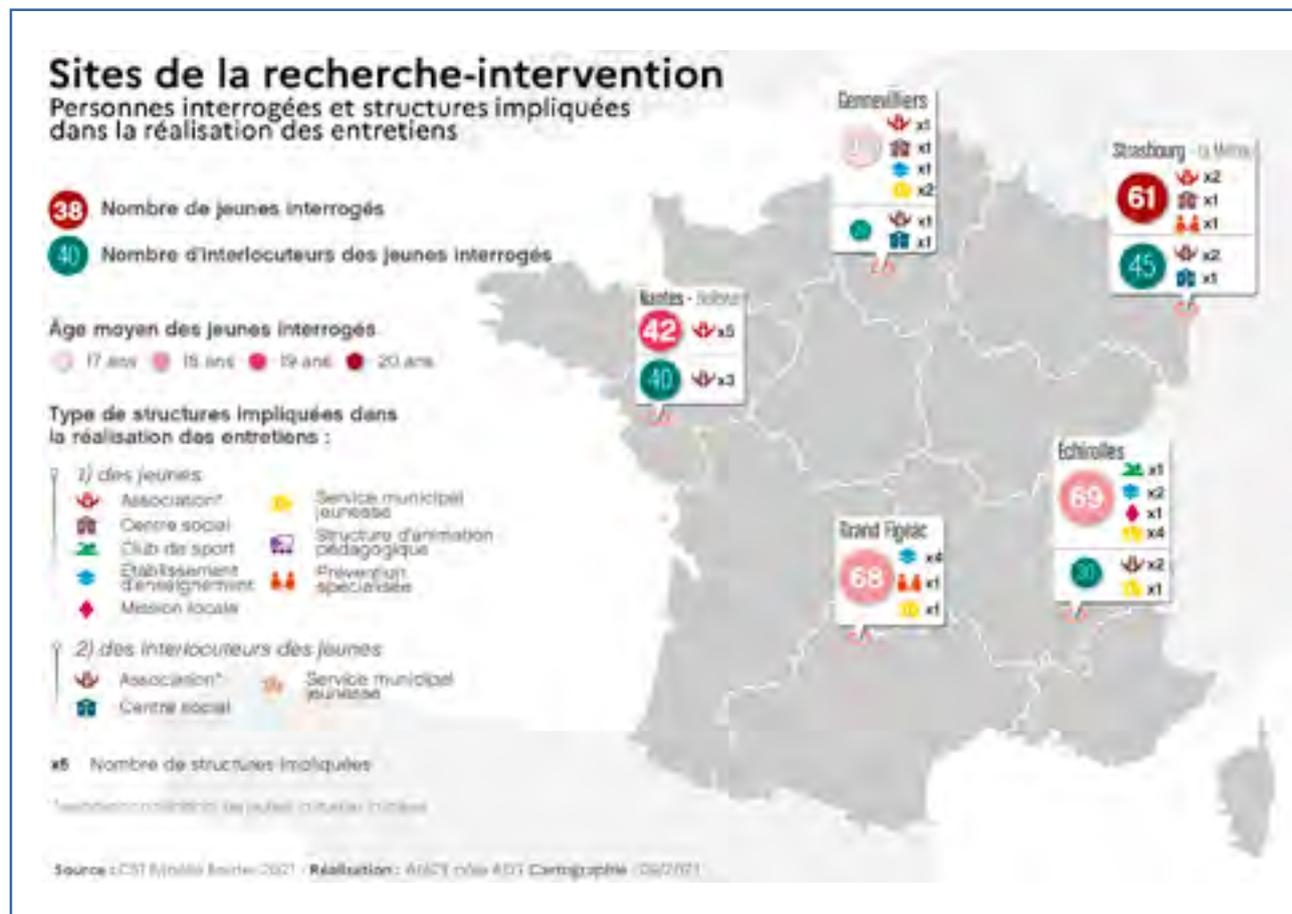 Sites de la recherche-intervention
Personnes interrogées et structures impliquées
dans la réalisation des entretiens
38 Nombre de jeunes interrogés
40 Nombre d'interlocuteurs des jeunes interrogés
Âge moyen des jeunes interrogés
17 ans 18 ans 19 ans 20 ans
Type de structures impliquées dans
la réalisation des entretiens :
1) des jeunes
Association*
Centre social
Club de sport
Établissement
d'enseignement
Mission locale
Service municipal
jeunesse
Structure d'animation
pédagogique
Prévention
spécialisée
2) des interlocuteurs des jeunes
Association*
Centre social
Service municipal
jeunesse
x5 Nombre de structures impliquées
Source : 2021 - Réalisation : Cartographie 09/2021
Gennevilliers
x1
x1
x1
x2
x1
x1
Strasbourg -
61
x2
x1
x1
45
x2
x1
Nantes -
42 x5
40 x3
Échirolles
69
x1
x2
x1
x4
x2
x1
Grand Figeac
68
x4
x1
x1